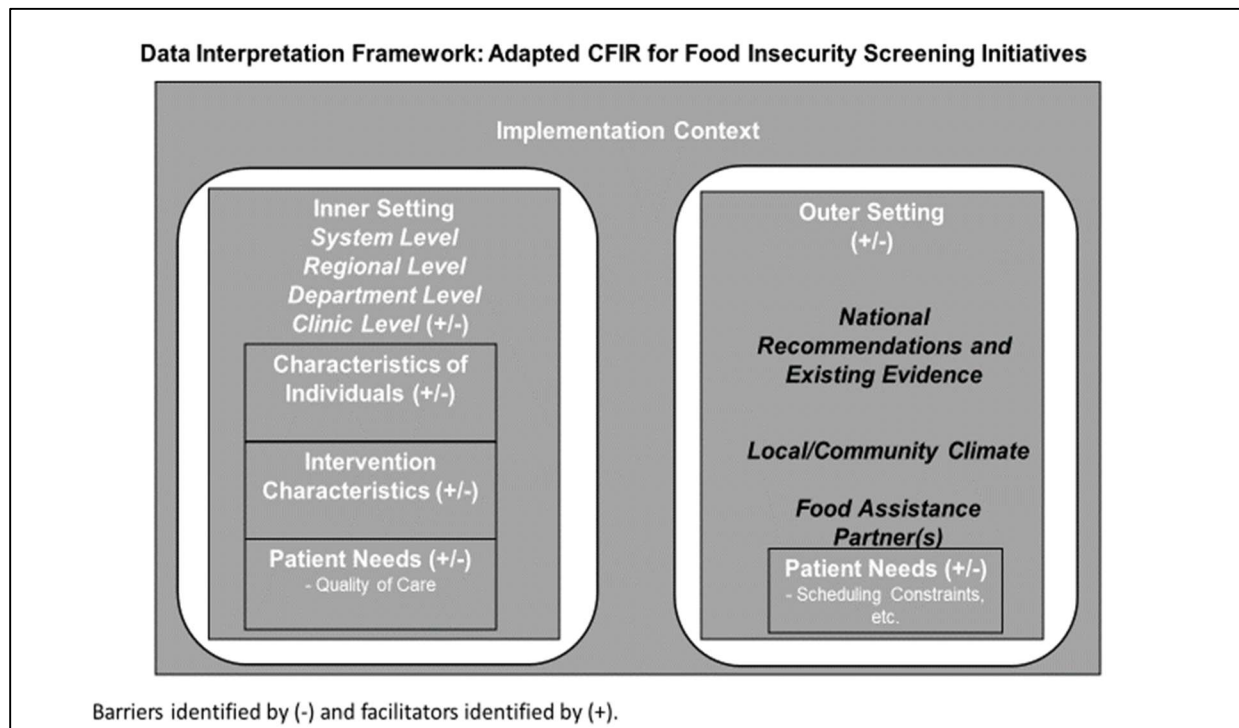 Data Interpretation Framework: Adapted CFIR for Food Insecurity Screening Initiatives
Implementation Context
Inner Setting
System Level
Regional Level
Department Level
Clinic Level (+/-)
Characteristics of
Individuals (+/-)
Intervention
Characteristics (+/-)
Patient Needs (+/-)
- Quality of Care
Outer Setting
(+/-)
National
Recommendations and
Existing Evidence
Local/Community Climate
Food Assistance
Partner(s)
Patient Needs (+/-)
- Scheduling Constraints,
etc.
Barriers identified by (-) and facilitators identified by (+).